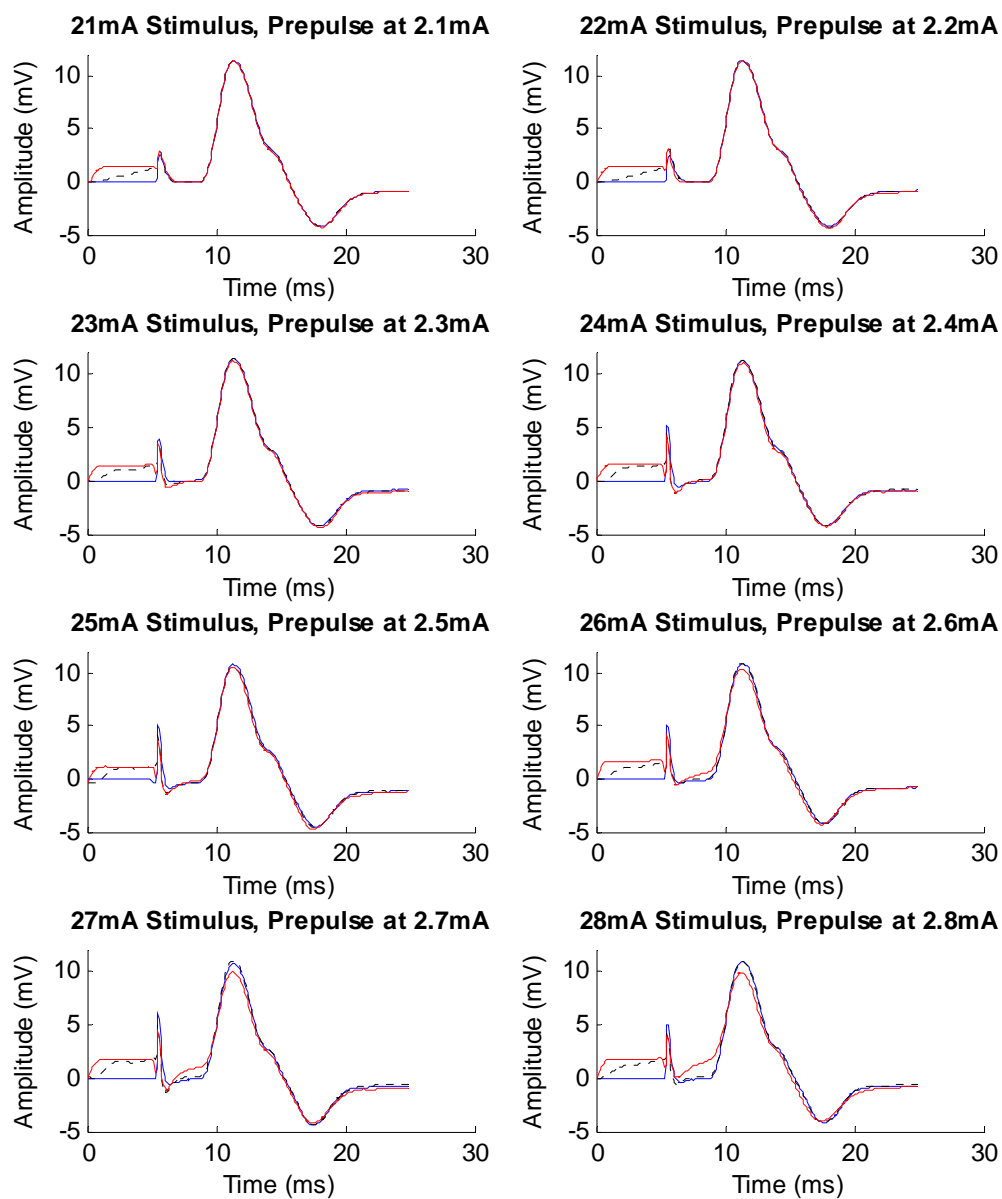 21mA Stimulus, Prepulse at 2.1mA
Amplitude (mV)
10
5
0
-5
0 10 20 30
Time (ms)
22mA Stimulus, Prepulse at 2.2mA
Amplitude (mV)
10
5
0
-5
0 10 20 30
Time (ms)
23mA Stimulus, Prepulse at 2.3mA
Amplitude (mV)
10
5
0
-5
0 10 20 30
Time (ms)
24mA Stimulus, Prepulse at 2.4mA
Amplitude (mV)
10
5
0
-5
0 10 20 30
Time (ms)
25mA Stimulus, Prepulse at 2.5mA
Amplitude (mV)
10
5
0
-5
0 10 20 30
Time (ms)
26mA Stimulus, Prepulse at 2.6mA
Amplitude (mV)
10
5
0
-5
0 10 20 30
Time (ms)
27mA Stimulus, Prepulse at 2.7mA
Amplitude (mV)
10
5
0
-5
0 10 20 30
Time (ms)
28mA Stimulus, Prepulse at 2.8mA
Amplitude (mV)
10
5
0
-5
0 10 20 30
Time (ms)